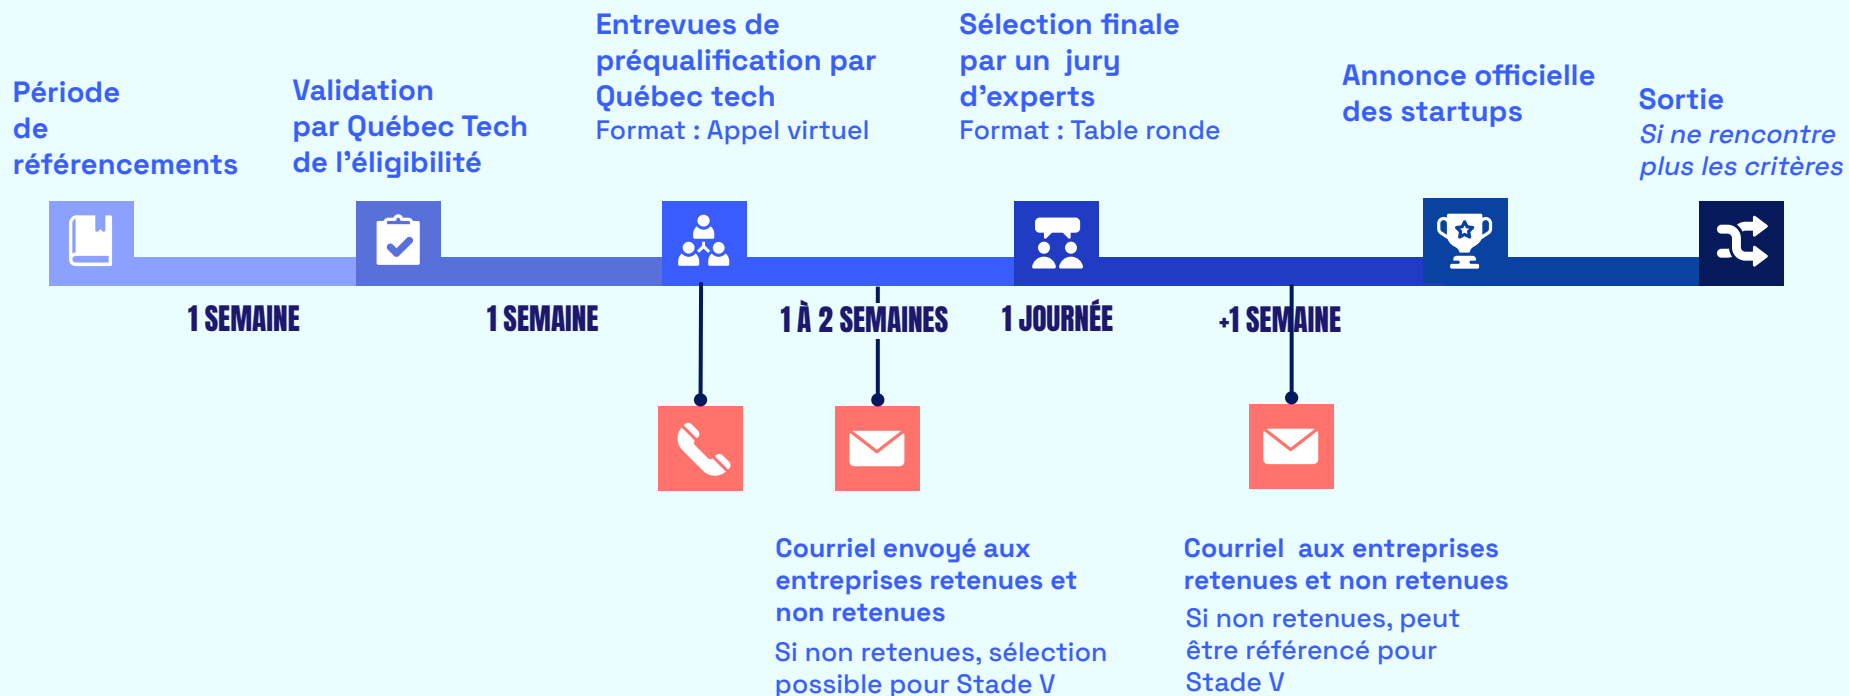 Période
de
référencements
Validation
par Québec Tech
de l'éligibilité
Entrevues de
préqualification par
Québec tech
Format : Appel virtuel
Sélection finale
par un  jury
d'experts
Format : Table ronde
Annonce officielle
des startups
Sortie
Si ne rencontre
plus les critères
1 SEMAINE
1 SEMAINE
1 À 2 SEMAINES
1 JOURNÉE
+1 SEMAINE
Courriel envoyé aux
entreprises retenues et
non retenues
Si non retenues, sélection
possible pour Stade V
Courriel  aux entreprises
retenues et non retenues
Si non retenues, peut
être référencé pour
Stade V